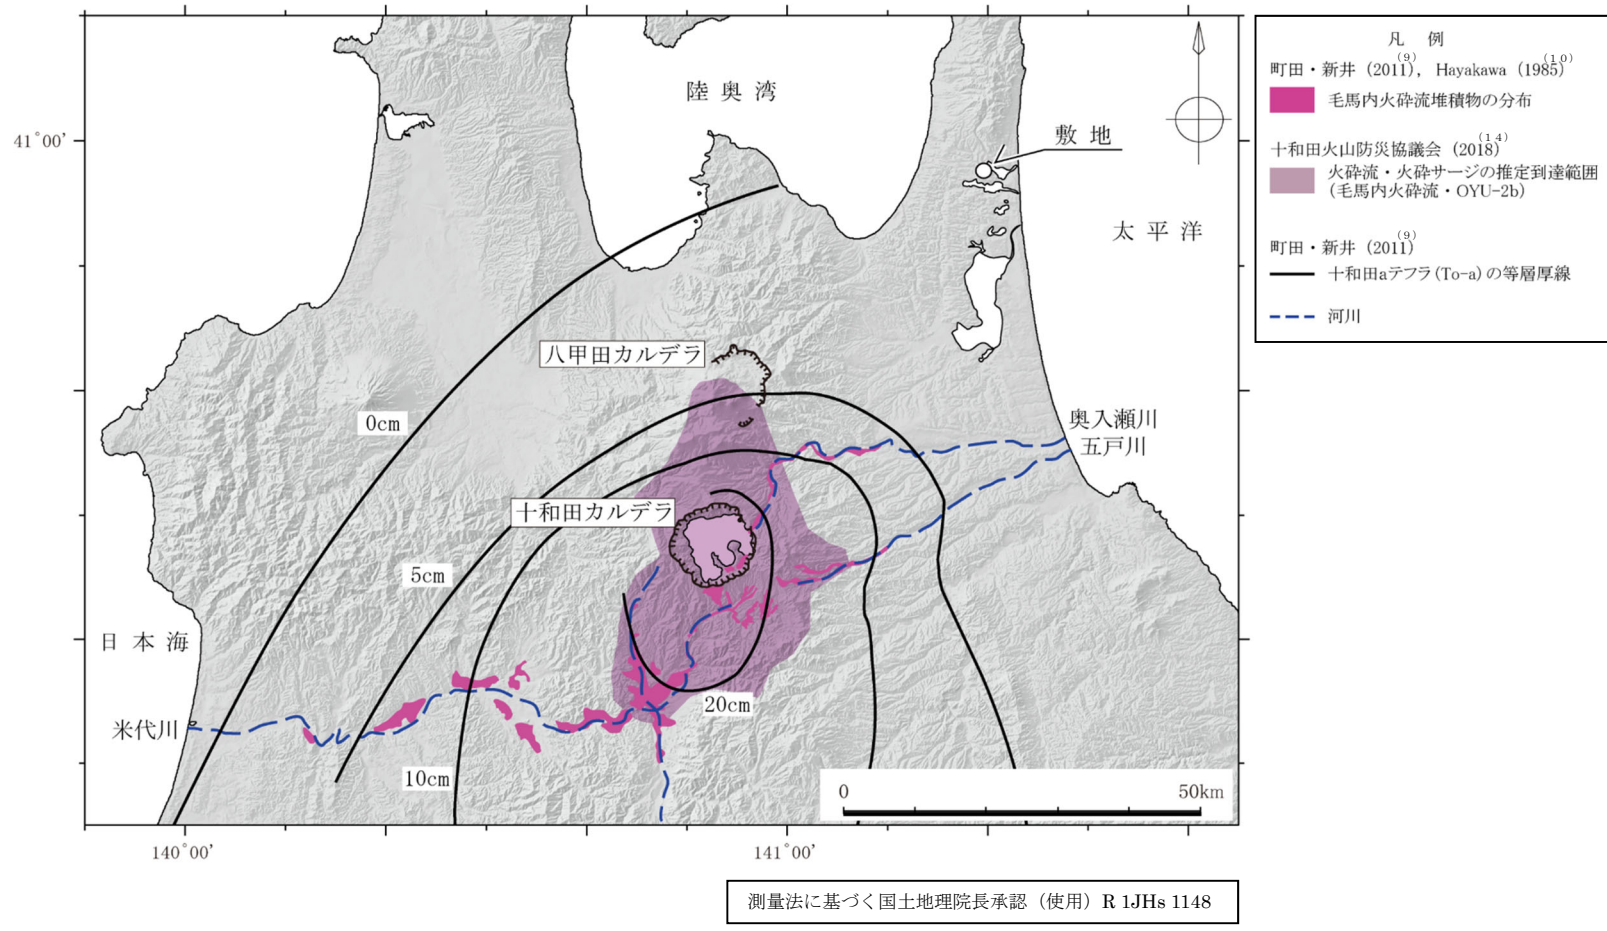 陸奥湾
41°00'
敷地
太平洋
八甲田カルデラ
0cm
奥入瀬川
五戸川
十和田カルデラ
5cm
日本海
20cm
米代川
10cm
0
50km
140°00'
141°00'
凡例
町田・新井 (2011)(9), Hayakawa (1985)(10)
毛馬内火砕流堆積物の分布
十和田火山防災協議会 (2018)(14)
火砕流・火砕サージの推定到達範囲
(毛馬内火砕流・OYU-2b)
町田・新井 (2011)(9)
十和田aテフラ(To-a)の等層厚線
河川
測量法に基づく国土地理院長承認（使用）R 1JHs 1148